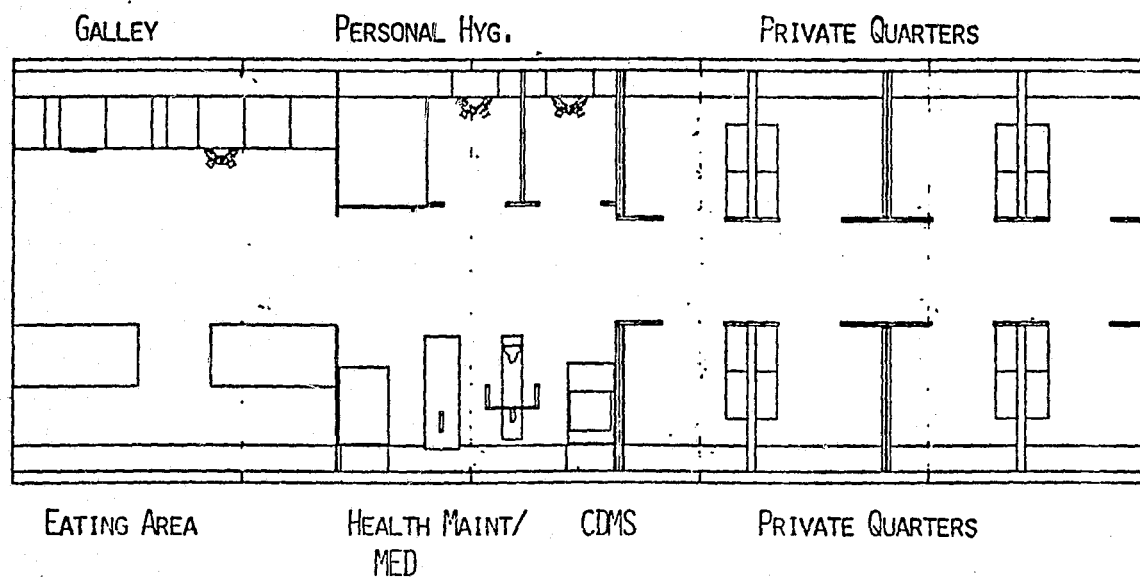 GALLEY PERSONAL HYG. PRIVATE QUARTERS
EATING AREA HEALTH MAINT/ CDMS PRIVATE QUARTERS
MED